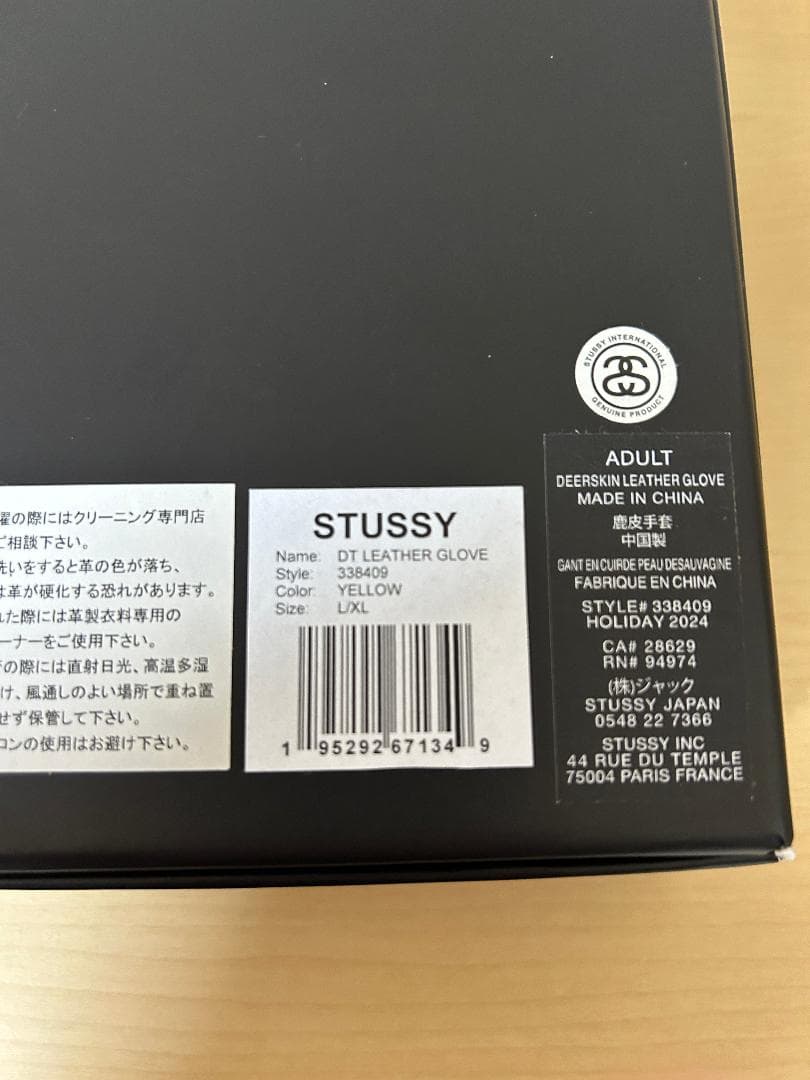 STUSSY INTERNATIONAL
GENUINE PRODUCT
ADULT
DEERSKIN LEATHER GLOVE
MADE IN CHINA
鹿皮手套
中国製
GANT EN CUIR DE PEAU DE SAUVAGINE
FABRIQUE EN CHINA
STYLE# 338409
HOLIDAY 2024
CA# 28629
RN# 94974
(株)ジャック
STUSSY JAPAN
0548 22 7366
STUSSY INC
44 RUE DU TEMPLE
75004 PARIS FRANCE
STUSSY
Name: DT LEATHER GLOVE
Style: 338409
Color: YELLOW
Size: L/XL
1 95292 67134 9
濯の際にはクリーニング専門店
ご相談下さい。
洗いをすると革の色が落ち、
は革が硬化する恐れがあります。
れた際には革製衣料専用の
ーナーをご使用下さい。
の際には直射日光、高温多湿
け、風通しのよい場所で重ね置
せず保管して下さい。
ロンの使用はお避け下さい。